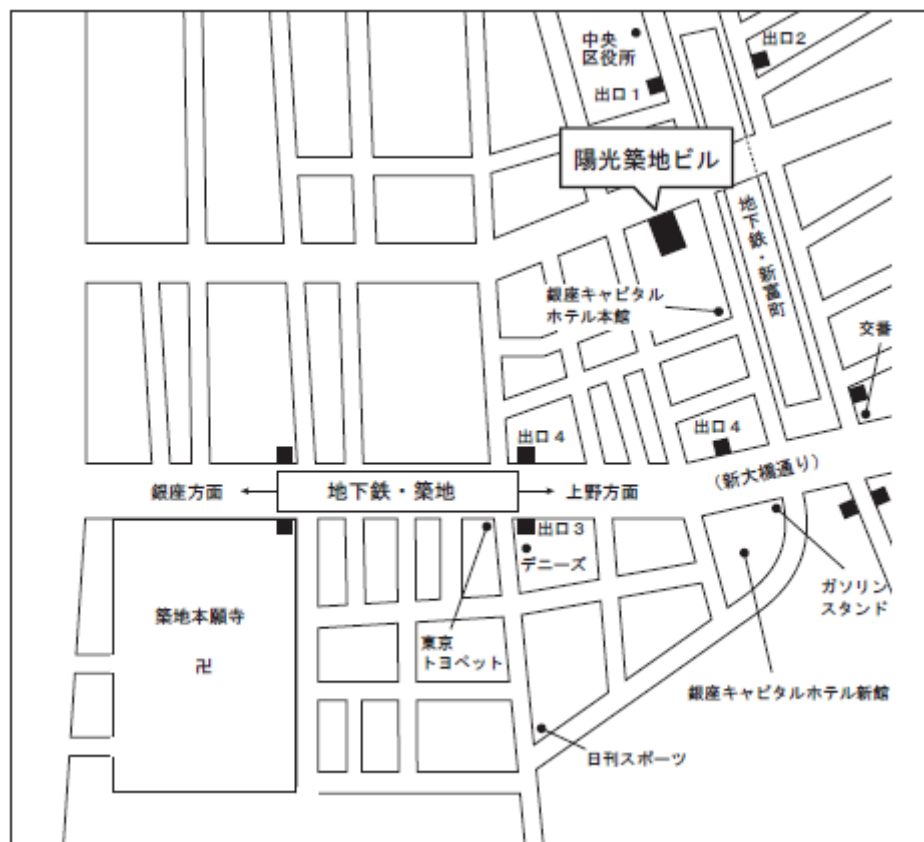 中央
区役所
出口2
出口1
陽光築地ビル
地下鉄・新富町
銀座キャピタル
ホテル本館
交番
出口4
出口4
銀座方面
地下鉄・築地
上野方面
(新大橋通り)
出口3
デニーズ
築地本願寺
卍
東京
トヨペット
ガソリン
スタンド
銀座キャピタルホテル新館
日刊スポーツ